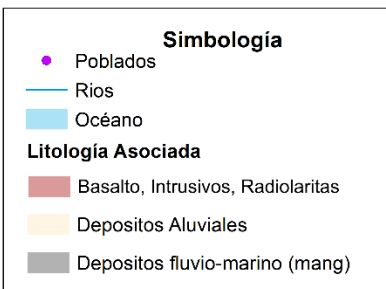 Simbología
Poblados
Rios
Océano
Litología Asociada
Basalto, Intrusivos, Radiolaritas
Depositos Aluviales
Depositos fluvio-marino (mang)